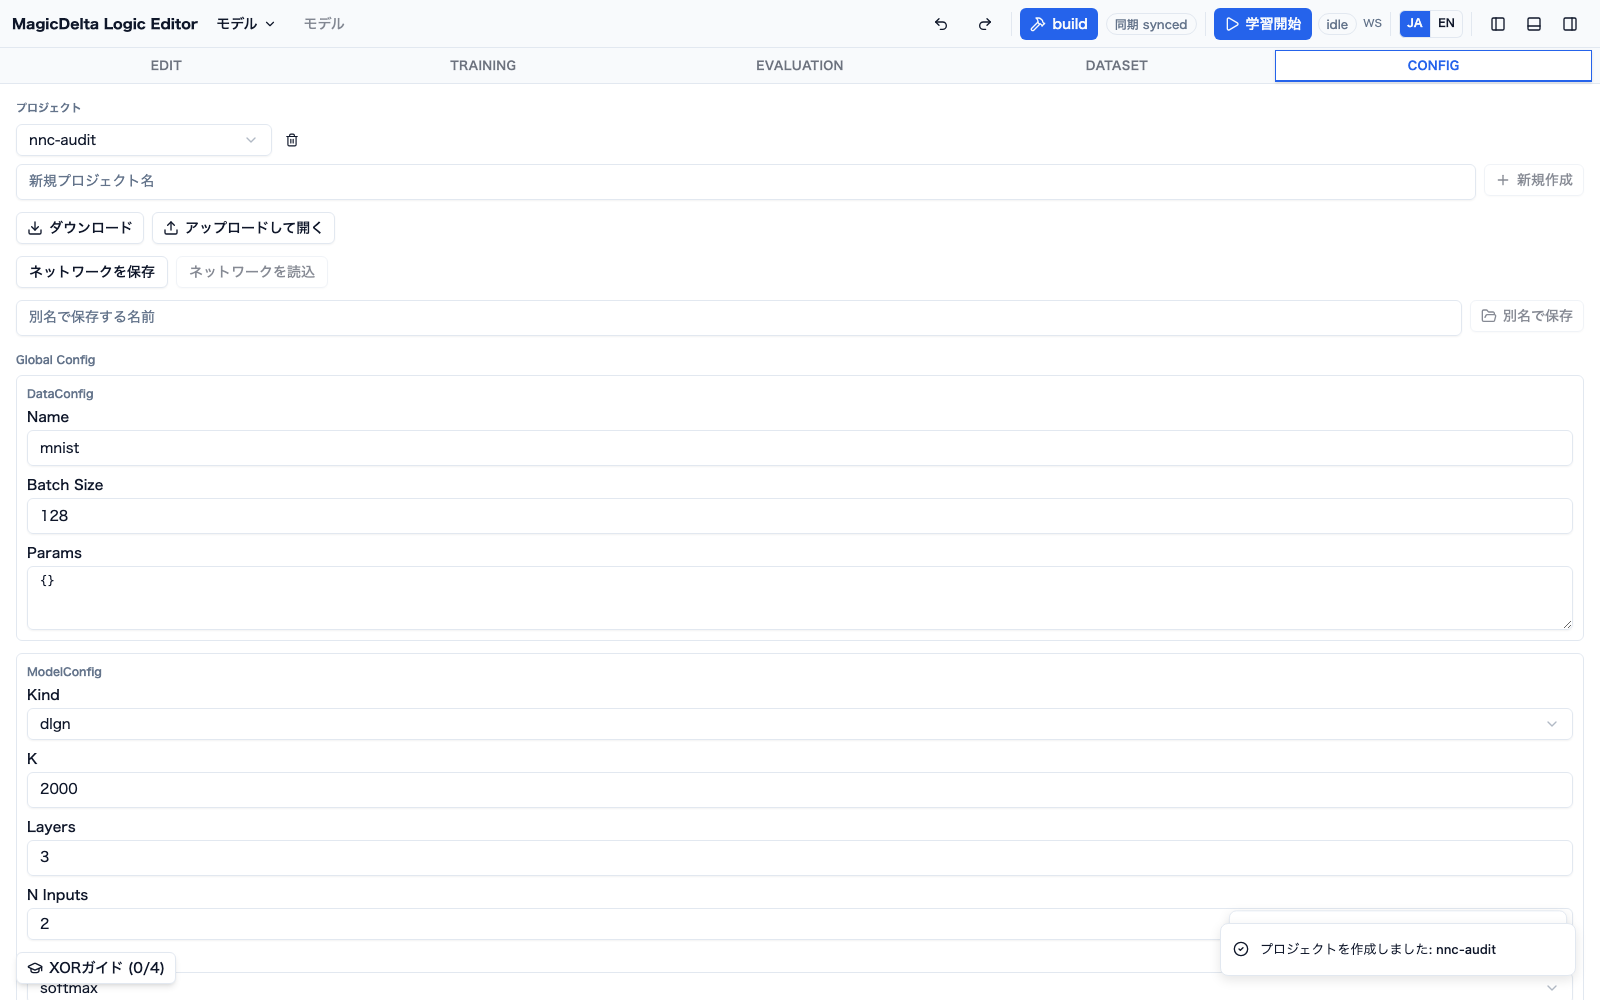 MagicDelta Logic Editor モデル モデル build 同期 synced 学習開始 idle WS JA EN
EDIT TRAINING EVALUATION DATASET CONFIG
プロジェクト
nnc-audit
新規プロジェクト名 新規作成
ダウンロード アップロードして開く
ネットワークを保存 ネットワークを読込
別名で保存する名前 別名で保存
Global Config
DataConfig
Name
mnist
Batch Size
128
Params
{}
ModelConfig
Kind
dlgn
K
2000
Layers
3
N Inputs
2
プロジェクトを作成しました: nnc-audit
XORガイド (0/4)
softmax